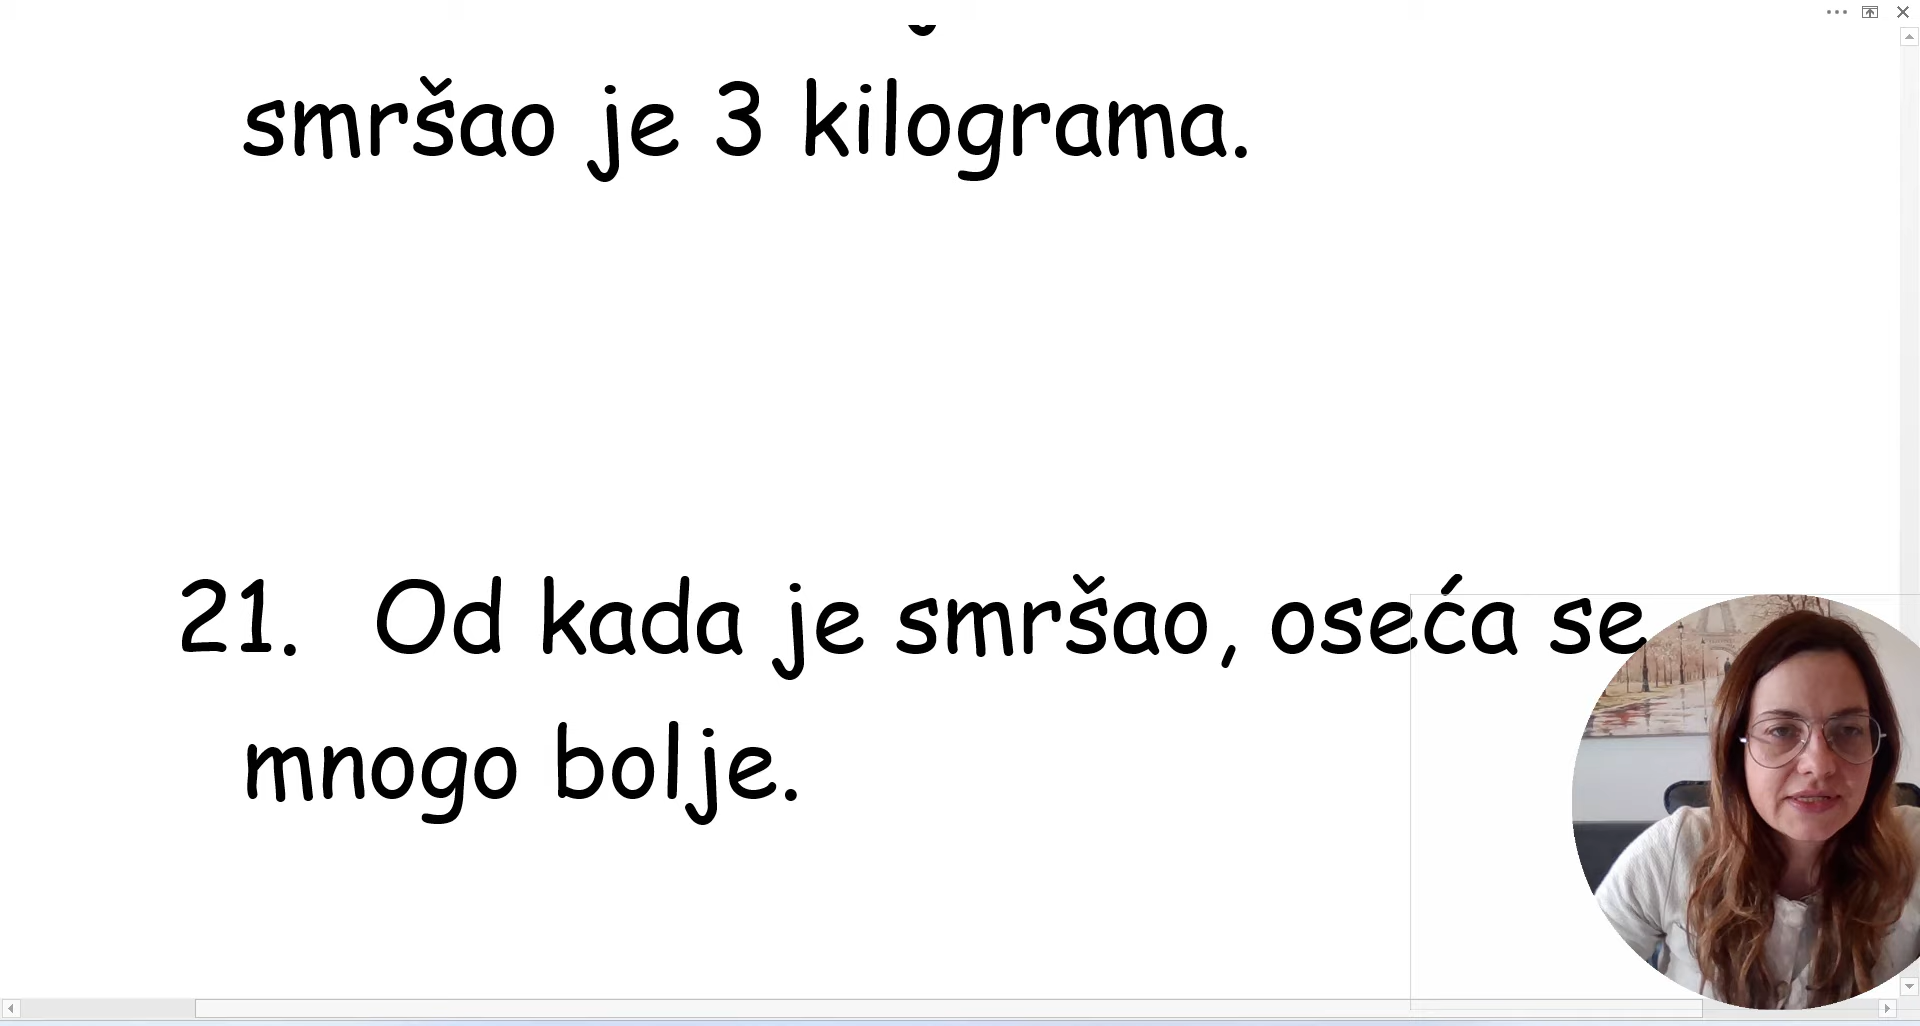 smršao je 3 kilograma.
21. Od kada je smršao, oseća se
mnogo bolje.